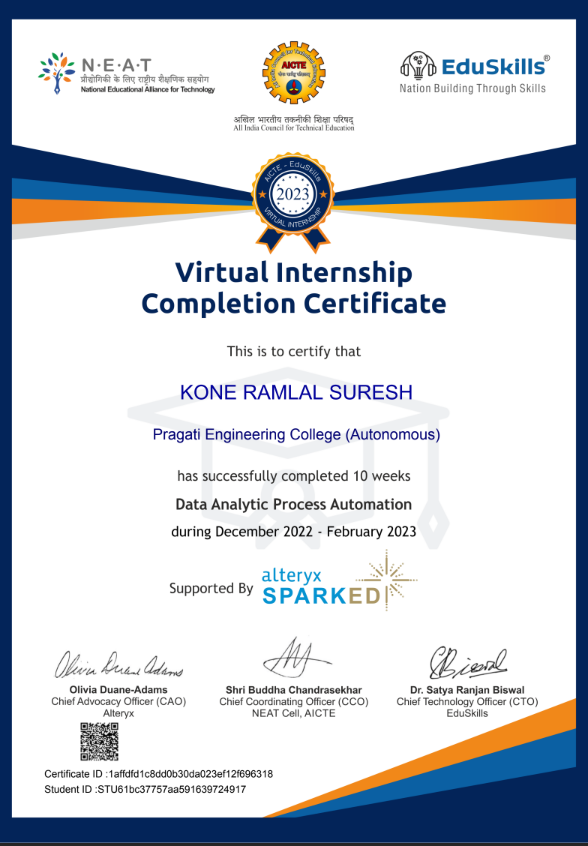 N·E·A·T
प्रौद्योगिकी के लिए राष्ट्रीय शैक्षणिक सहयोग
National Educational Alliance for Technology
AICTE
अखिल भारतीय तकनीकी शिक्षा परिषद्
All India Council for Technical Education
EduSkills®
Nation Building Through Skills
AICTE - EduSkills
2023
VIRTUAL INTERNSHIP
Virtual Internship
Completion Certificate
This is to certify that
KONE RAMLAL SURESH
Pragati Engineering College (Autonomous)
has successfully completed 10 weeks
Data Analytic Process Automation
during December 2022 - February 2023
Supported By
alteryx
SPARKED
Olivia Duane Adams
Olivia Duane-Adams
Chief Advocacy Officer (CAO)
Alteryx
Shri Buddha Chandrasekhar
Chief Coordinating Officer (CCO)
NEAT Cell, AICTE
Dr. Satya Ranjan Biswal
Chief Technology Officer (CTO)
EduSkills
Certificate ID :1affdfd1c8dd0b30da023ef12f696318
Student ID :STU61bc37757aa591639724917